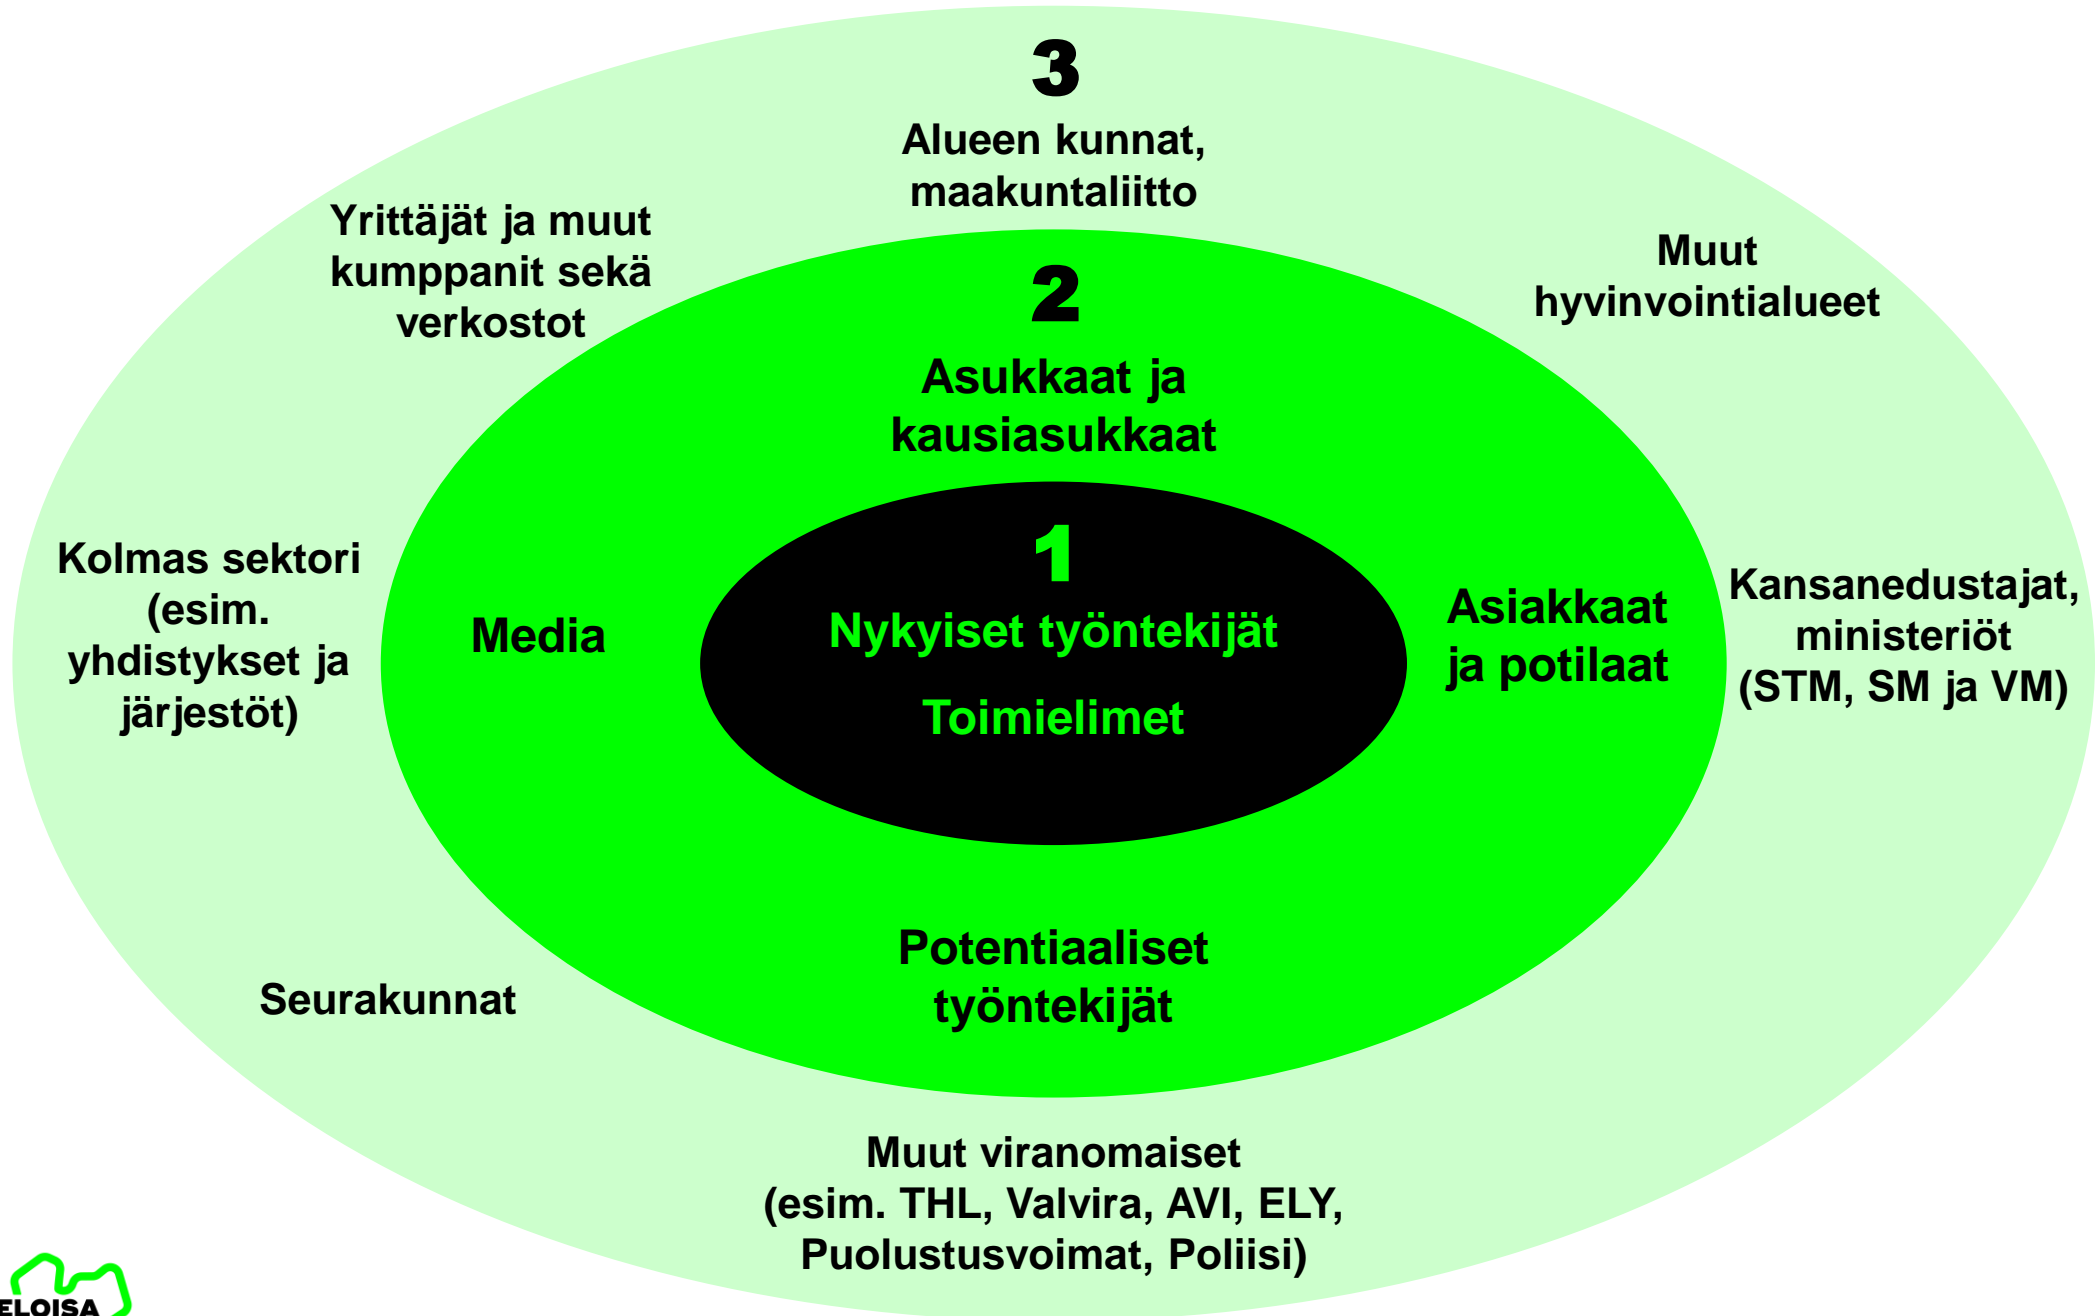 3
Alueen kunnat,
maakuntaliitto
Yrittäjät ja muut
kumppanit sekä
verkostot
Muut
hyvinvointialueet
2
Asukkaat ja
kausiasukkaat
Kolmas sektori
(esim.
yhdistykset ja
järjestöt)
Media
1
Nykyiset työntekijät
Toimielimet
Asiakkaat
ja potilaat
Kansanedustajat,
ministeriöt
(STM, SM ja VM)
Seurakunnat
Potentiaaliset
työntekijät
Muut viranomaiset
(esim. THL, Valvira, AVI, ELY,
Puolustusvoimat, Poliisi)
ELOISA